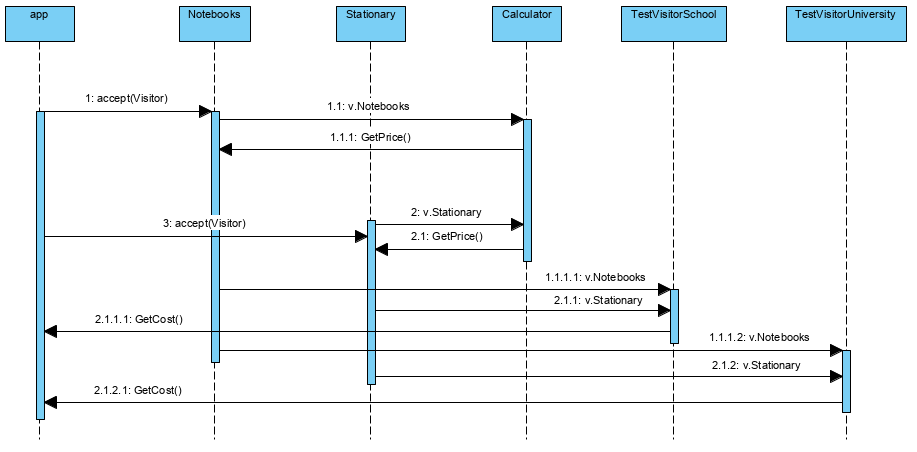 app
Notebooks
Stationary
Calculator
TestVisitorSchool
TestVisitorUniversity
1: accept(Visitor)
1.1: v.Notebooks
1.1.1: GetPrice()
2: v.Stationary
3: accept(Visitor)
2.1: GetPrice()
1.1.1.1: v.Notebooks
2.1.1: v.Stationary
2.1.1.1: GetCost()
1.1.1.2: v.Notebooks
2.1.2: v.Stationary
2.1.2.1: GetCost()